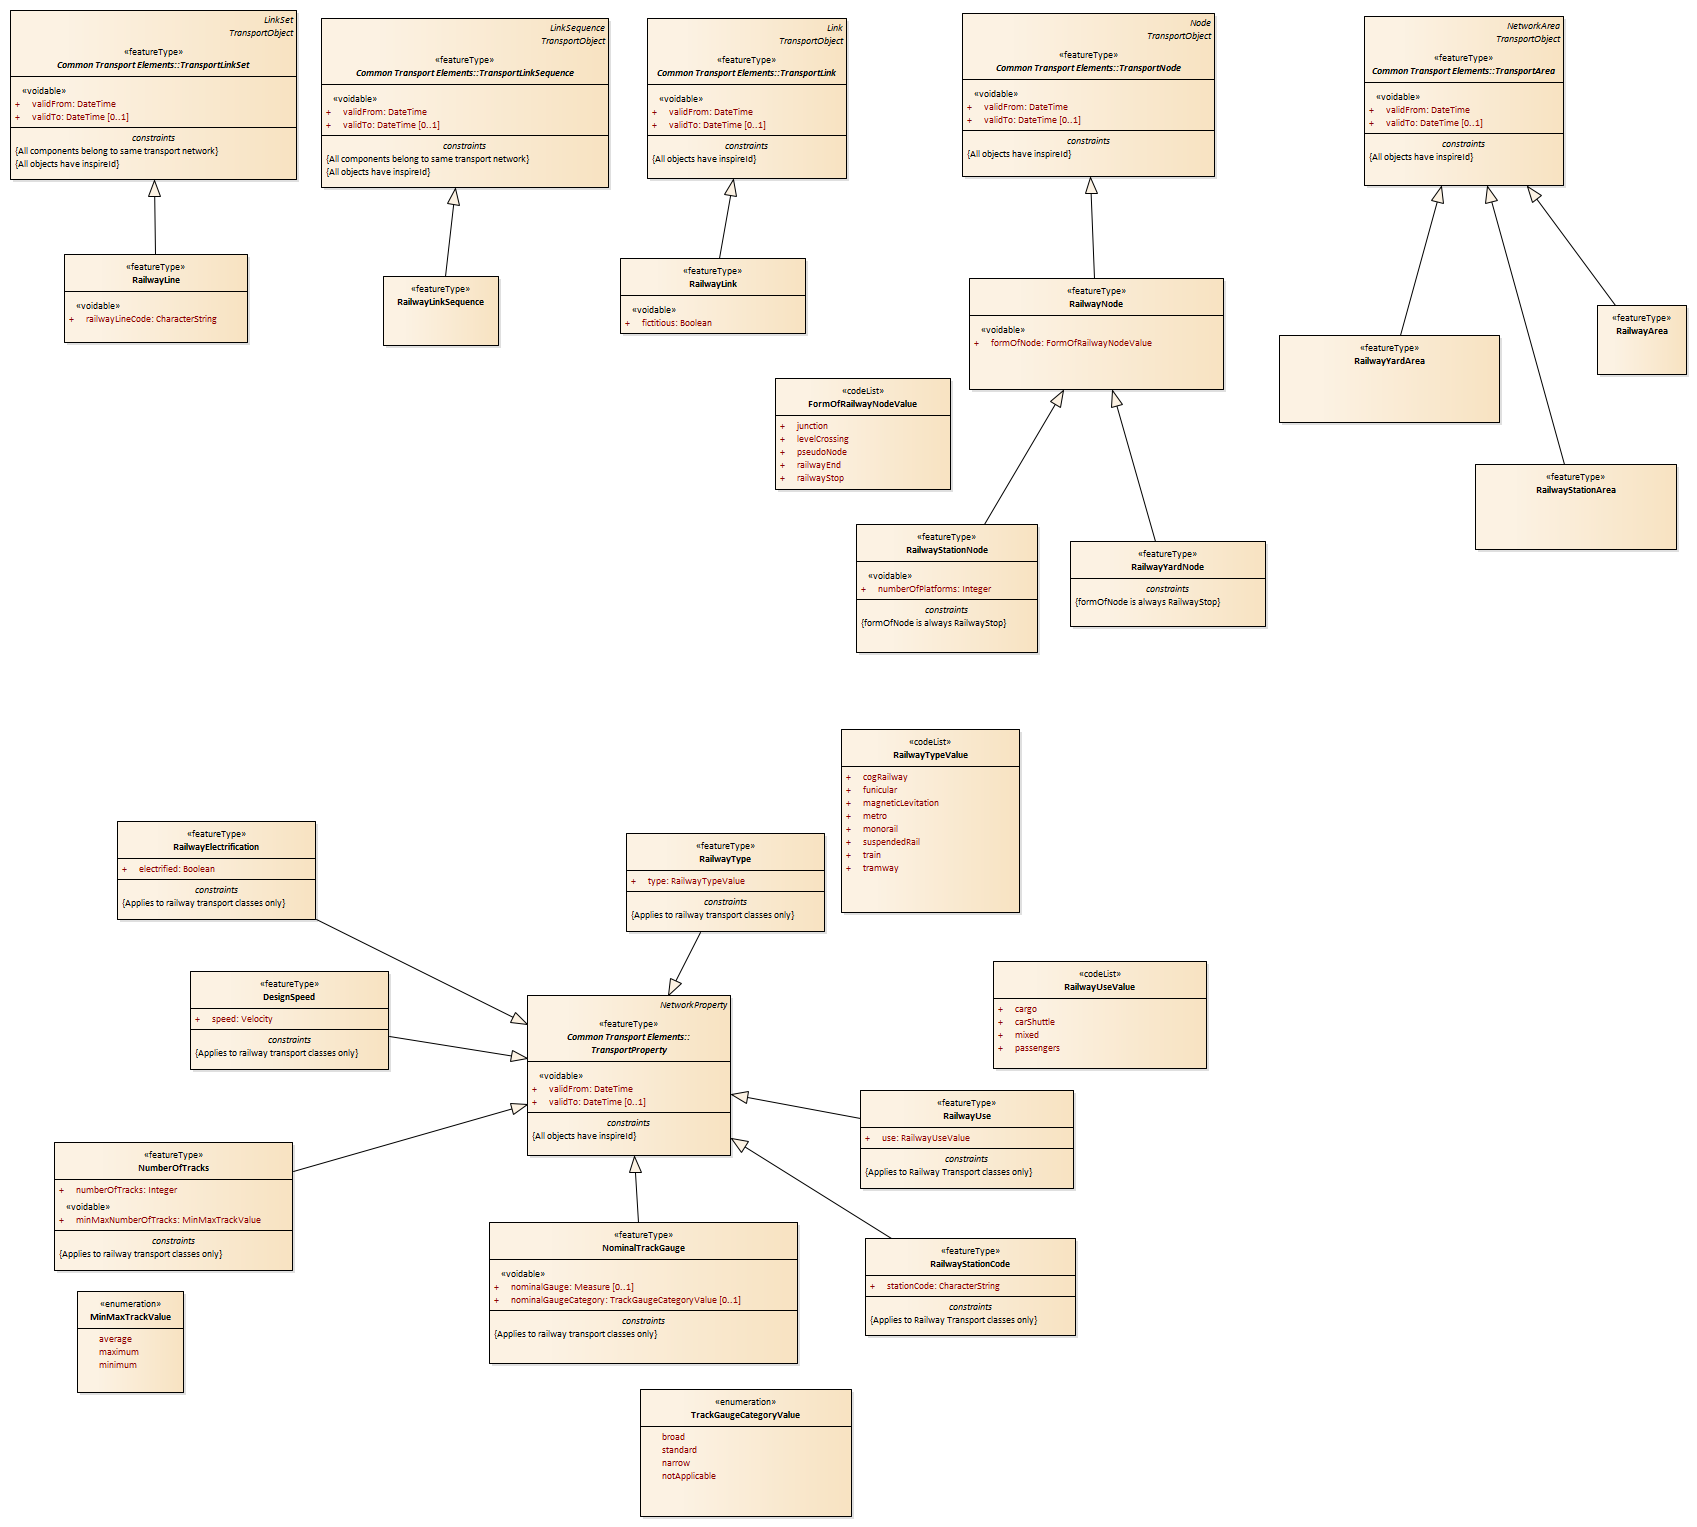 LinkSet
TransportObject
«featureType»
Common Transport Elements::TransportLinkSet
«voidable»
+ validFrom: DateTime
+ validTo: DateTime [0..1]
constraints
{All components belong to same transport network}
{All objects have inspireId}
LinkSequence
TransportObject
«featureType»
Common Transport Elements::TransportLinkSequence
«voidable»
+ validFrom: DateTime
+ validTo: DateTime [0..1]
constraints
{All components belong to same transport network}
{All objects have inspireId}
Link
TransportObject
«featureType»
Common Transport Elements::TransportLink
«voidable»
+ validFrom: DateTime
+ validTo: DateTime [0..1]
constraints
{All objects have inspireId}
Node
TransportObject
«featureType»
Common Transport Elements::TransportNode
«voidable»
+ validFrom: DateTime
+ validTo: DateTime [0..1]
constraints
{All objects have inspireId}
NetworkArea
TransportObject
«featureType»
Common Transport Elements::TransportArea
«voidable»
+ validFrom: DateTime
+ validTo: DateTime [0..1]
constraints
{All objects have inspireId}
«featureType»
RailwayLine
«voidable»
+ railwayLineCode: CharacterString
«featureType»
RailwayLinkSequence
«featureType»
RailwayLink
«voidable»
+ fictitious: Boolean
«featureType»
RailwayNode
«voidable»
+ formOfNode: FormOfRailwayNodeValue
«featureType»
RailwayYardArea
«featureType»
RailwayArea
«codeList»
FormOfRailwayNodeValue
+ junction
+ levelCrossing
+ pseudoNode
+ railwayEnd
+ railwayStop
«featureType»
RailwayStationArea
«featureType»
RailwayStationNode
«voidable»
+ numberOfPlatforms: Integer
constraints
{formOfNode is always RailwayStop}
«featureType»
RailwayYardNode
constraints
{formOfNode is always RailwayStop}
«codeList»
RailwayTypeValue
+ cogRailway
+ funicular
+ magneticLevitation
+ metro
+ monorail
+ suspendedRail
+ train
+ tramway
«featureType»
RailwayElectrification
+ electrified: Boolean
constraints
{Applies to railway transport classes only}
«featureType»
RailwayType
+ type: RailwayTypeValue
constraints
{Applies to railway transport classes only}
«featureType»
DesignSpeed
+ speed: Velocity
constraints
{Applies to railway transport classes only}
NetworkProperty
«featureType»
Common Transport Elements::
TransportProperty
«voidable»
+ validFrom: DateTime
+ validTo: DateTime [0..1]
constraints
{All objects have inspireId}
«codeList»
RailwayUseValue
+ cargo
+ carShuttle
+ mixed
+ passengers
«featureType»
RailwayUse
+ use: RailwayUseValue
constraints
{Applies to Railway Transport classes only}
«featureType»
NumberOfTracks
+ numberOfTracks: Integer
«voidable»
+ minMaxNumberOfTracks: MinMaxTrackValue
constraints
{Applies to railway transport classes only}
«featureType»
NominalTrackGauge
«voidable»
+ nominalGauge: Measure [0..1]
+ nominalGaugeCategory: TrackGaugeCategoryValue [0..1]
constraints
{Applies to railway transport classes only}
«featureType»
RailwayStationCode
+ stationCode: CharacterString
constraints
{Applies to Railway Transport classes only}
«enumeration»
MinMaxTrackValue
average
maximum
minimum
«enumeration»
TrackGaugeCategoryValue
broad
standard
narrow
notApplicable